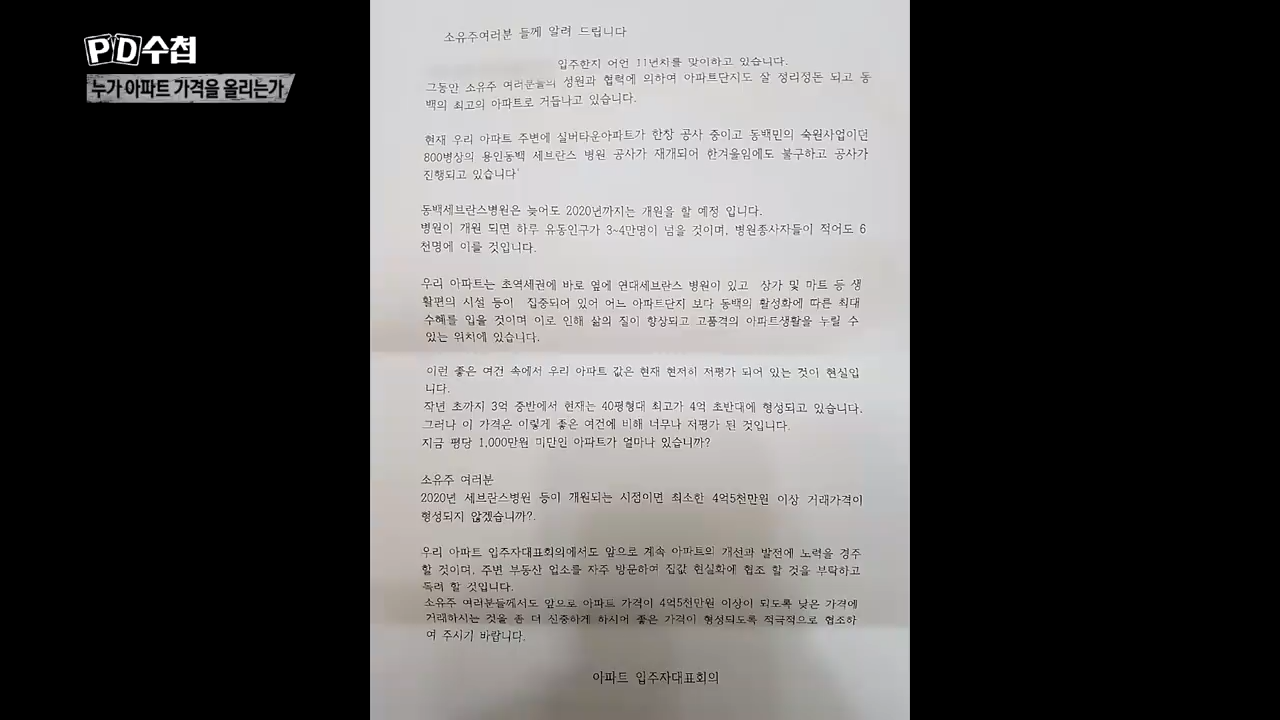 PD수첩
누가 아파트 가격을 올리는가
소유주여러분 들께 알려 드립니다
입주한지 어언 11년차를 맞이하고 있습니다.
그동안 소유주 여러분들의 성원과 협력에 의하여 아파트단지도 잘 정리정돈 되고 동
백의 최고의 아파트로 거듭나고 있습니다.
현재 우리 아파트 주변에 실버타운아파트가 한창 공사 중이고 동백민의 숙원사업이던
800병상의 용인동백 세브란스 병원 공사가 재개되어 한겨울임에도 불구하고 공사가
진행되고 있습니다'
동백세브란스병원은 늦어도 2020년까지는 개원을 할 예정 입니다.
병원이 개원 되면 하루 유동인구가 3~4만명이 넘을 것이며, 병원종사자들이 적어도 6
천명에 이를 것입니다.
우리 아파트는 초역세권에 바로 옆에 연대세브란스 병원이 있고 상가 및 마트 등 생
활편의 시설 등이 집중되어 있어 어느 아파트단지 보다 동백의 활성화에 따른 최대
수혜를 입을 것이며 이로 인해 삶의 질이 향상되고 고품격의 아파트생활을 누릴 수
있는 위치에 있습니다.
이런 좋은 여건 속에서 우리 아파트 값은 현재 현저히 저평가 되어 있는 것이 현실입
니다.
작년 초까지 3억 중반에서 현재는 40평형대 최고가 4억 초반대에 형성되고 있습니다.
그러나 이 가격은 이렇게 좋은 여건에 비해 너무나 저평가 된 것입니다.
지금 평당 1,000만원 미만인 아파트가 얼마나 있습니까?
소유주 여러분
2020년 세브란스병원 등이 개원되는 시점이면 최소한 4억5천만원 이상 거래가격이
형성되지 않겠습니까?.
우리 아파트 입주자대표회의에서도 앞으로 계속 아파트의 개선과 발전에 노력을 경주
할 것이며, 주변 부동산 업소를 자주 방문하여 집값 현실화에 협조 할 것을 부탁하고
독려 할 것입니다.
소유주 여러분들께서도 앞으로 아파트 가격이 4억5천만원 이상이 되도록 낮은 가격에
거래하시는 것을 좀 더 신중하게 하시어 좋은 가격이 형성되도록 적극적으로 협조하
여 주시기 바랍니다.
아파트 입주자대표회의